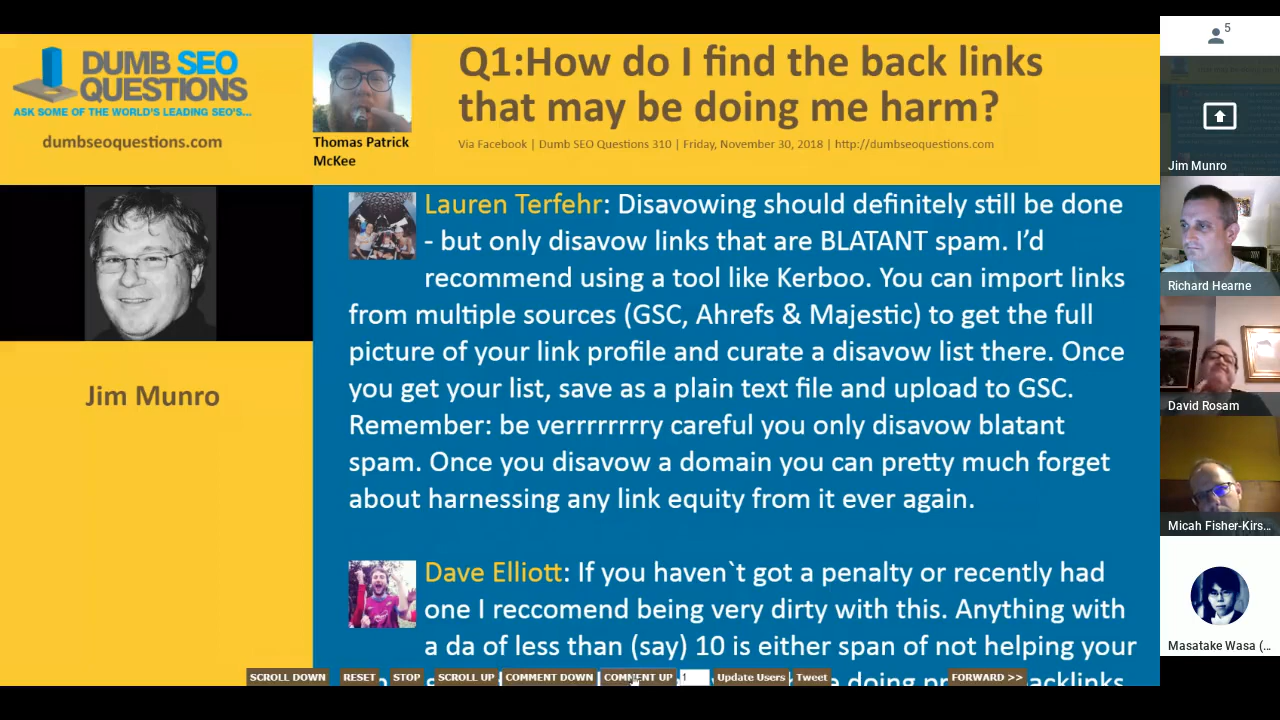 DUMB SEO
QUESTIONS
ASK SOME OF THE WORLD'S LEADING SEO'S...
dumbseoquestions.com
Thomas Patrick
McKee
Q1:How do I find the back links
that may be doing me harm?
Via Facebook | Dumb SEO Questions 310 | Friday, November 30, 2018 | http://dumbseoquestions.com
Jim Munro
Lauren Terfehr: Disavowing should definitely still be done
- but only disavow links that are BLATANT spam. I'd
recommend using a tool like Kerboo. You can import links
from multiple sources (GSC, Ahrefs & Majestic) to get the full
picture of your link profile and curate a disavow list there. Once
you get your list, save as a plain text file and upload to GSC.
Remember: be verrrrrrrry careful you only disavow blatant
spam. Once you disavow a domain you can pretty much forget
about harnessing any link equity from it ever again.
Dave Elliott: If you haven`t got a penalty or recently had
one I reccomend being very dirty with this. Anything with
a da of less than (say) 10 is either span of not helping your
doing acklinks
SCROLL DOWN RESET STOP SCROLL UP COMMENT DOWN COMMENT UP 1 Update Users Tweet FORWARD >>
5
Jim Munro
Richard Hearne
David Rosam
Micah Fisher-Kirs...
Masatake Wasa (...